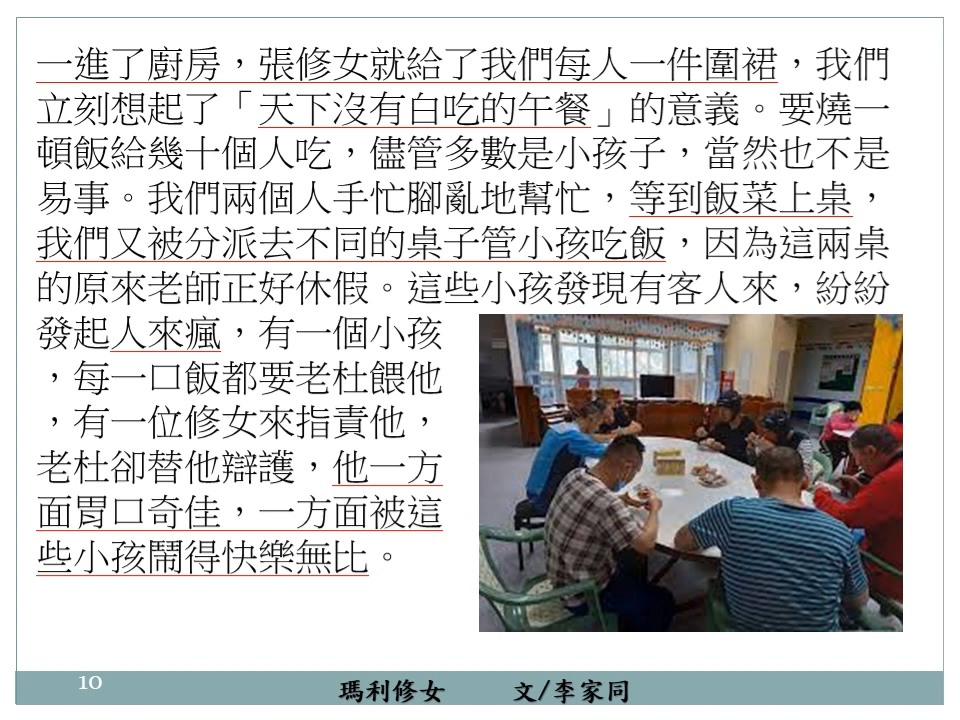 一進了廚房，張修女就給了我們每人一件圍裙，我們
立刻想起了「天下沒有白吃的午餐」的意義。要燒一
頓飯給幾十個人吃，儘管多數是小孩子，當然也不是
易事。我們兩個人手忙腳亂地幫忙，等到飯菜上桌，
我們又被分派去不同的桌子管小孩吃飯，因為這兩桌
的原來老師正好休假。這些小孩發現有客人來，紛紛
發起人來瘋，有一個小孩
，每一口飯都要老杜餵他
，有一位修女來指責他，
老杜卻替他辯護，他一方
面胃口奇佳，一方面被這
些小孩鬧得快樂無比。
10
瑪利修女 文/李家同